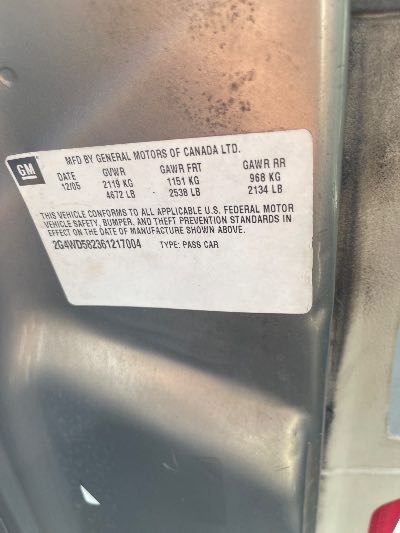 GM
MFD BY GENERAL MOTORS OF CANADA LTD.
DATE GVWR GAWR FRT GAWR RR
12/05 2119 KG 1151 KG 968 KG
4672 LB 2538 LB 2134 LB
THIS VEHICLE CONFORMS TO ALL APPLICABLE U.S. FEDERAL MOTOR
VEHICLE SAFETY, BUMPER, AND THEFT PREVENTION STANDARDS IN
EFFECT ON THE DATE OF MANUFACTURE SHOWN ABOVE.
2G4WD582361217004 TYPE: PASS CAR